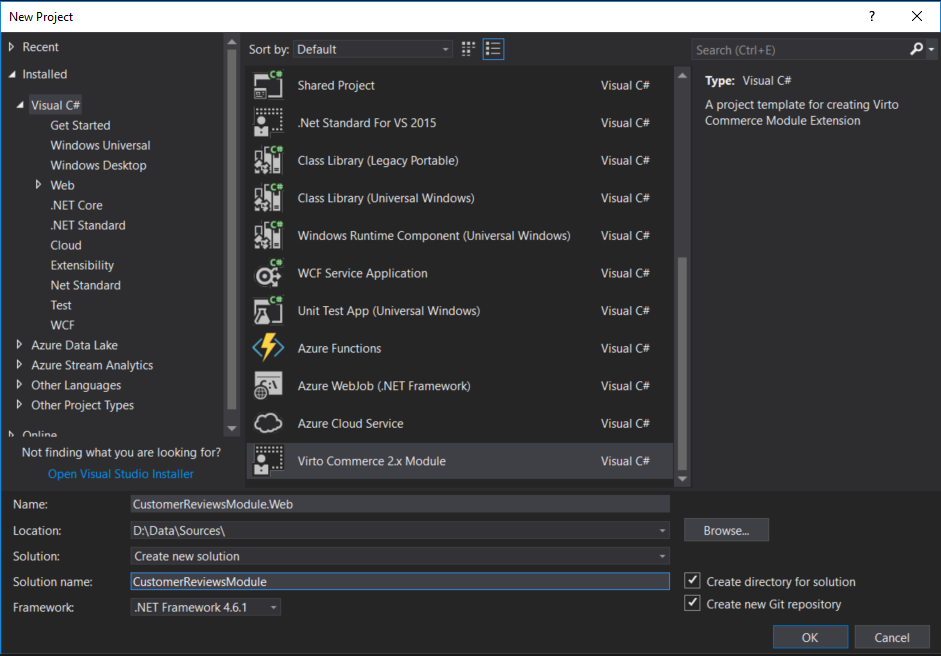 New Project
?
Recent
Installed
Visual C#
Get Started
Windows Universal
Windows Desktop
Web
.NET Core
.NET Standard
Cloud
Extensibility
Net Standard
Test
WCF
Azure Data Lake
Azure Stream Analytics
Other Languages
Other Project Types
Online
Not finding what you are looking for?
Open Visual Studio Installer
Sort by: Default
C# Shared Project Visual C#
.Net Standard For VS 2015 Visual C#
C# Class Library (Legacy Portable) Visual C#
C# Class Library (Universal Windows) Visual C#
C# Windows Runtime Component (Universal Windows) Visual C#
C# WCF Service Application Visual C#
C# Unit Test App (Universal Windows) Visual C#
Azure Functions Visual C#
Azure WebJob (.NET Framework) Visual C#
Azure Cloud Service Visual C#
Virto Commerce 2.x Module Visual C#
Search (Ctrl+E)
Type: Visual C#
A project template for creating Virto
Commerce Module Extension
Name: CustomerReviewsModule.Web
Location: D:\Data\Sources\ Browse...
Solution: Create new solution
Solution name: CustomerReviewsModule
Create directory for solution
Framework: .NET Framework 4.6.1
Create new Git repository
OK Cancel